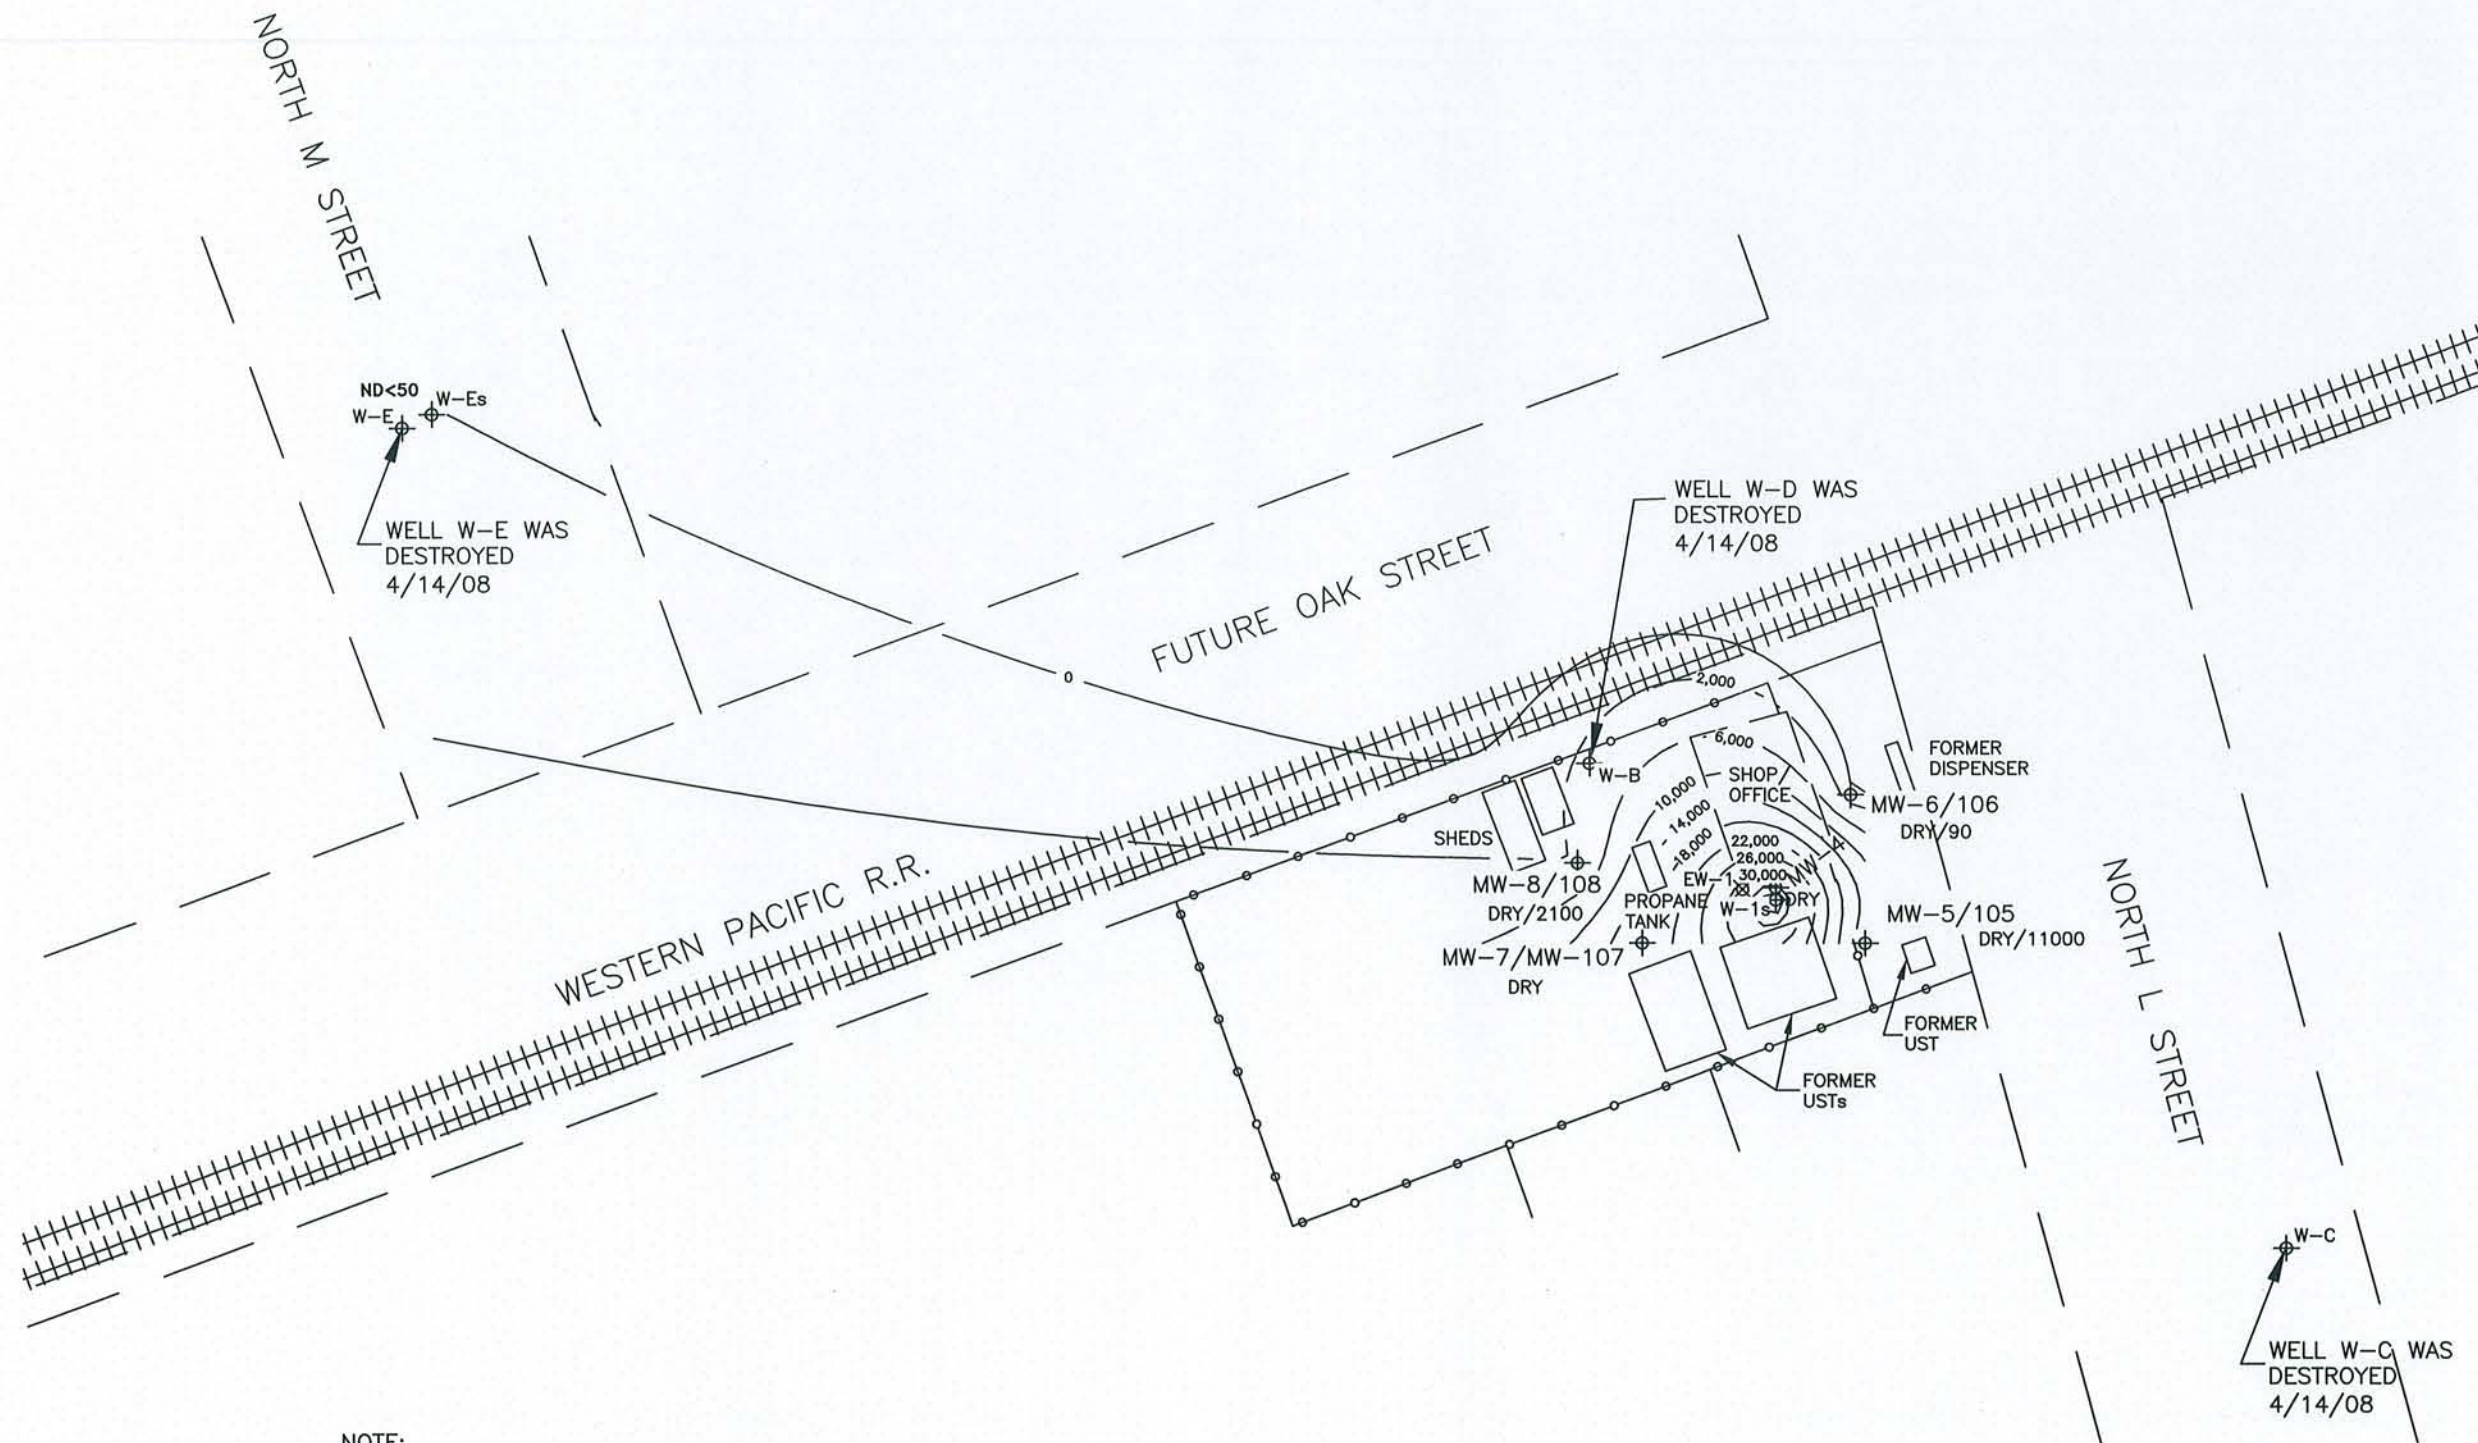 NORTH M STREET
ND<50
W-Es
W-E
WELL W-E WAS
DESTROYED
4/14/08
WELL W-D WAS
DESTROYED
4/14/08
FUTURE OAK STREET
0
2,000
6,000
W-B
10,000
14,000
18,000
SHOP/
OFFICE
22,000
26,000
30,000
FORMER
DISPENSER
MW-6/106
DRY/90
SHEDS
MW-8/108
DRY/2100
PROPANE
TANK
EW-1
W-1s
DRY
MW-5/105
DRY/11000
MW-7/MW-107
DRY
WESTERN PACIFIC R.R.
FORMER
UST
FORMER
USTs
NORTH L STREET
W-C
WELL W-C WAS
DESTROYED
4/14/08
NOTE: